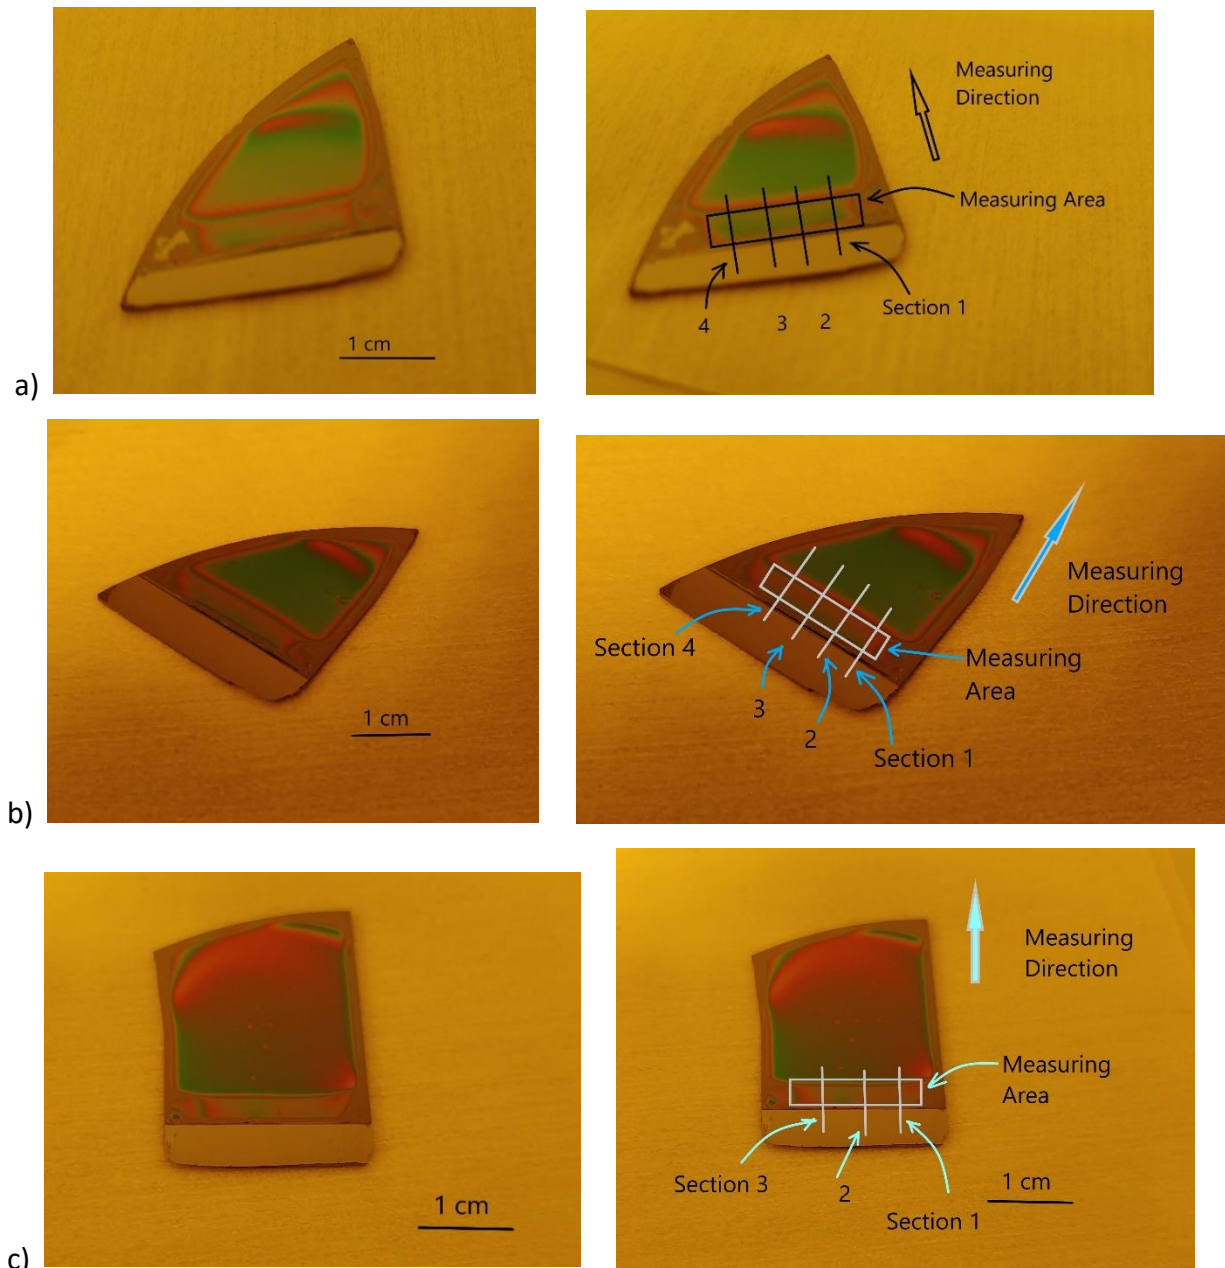 1 cm
Measuring
Direction
Measuring Area
Section 1
4
3
2
a)
1 cm
Measuring
Direction
Section 4
Measuring
Area
3
2
Section 1
b)
1 cm
Measuring
Direction
Measuring
Area
Section 3
2
1 cm
Section 1
c)